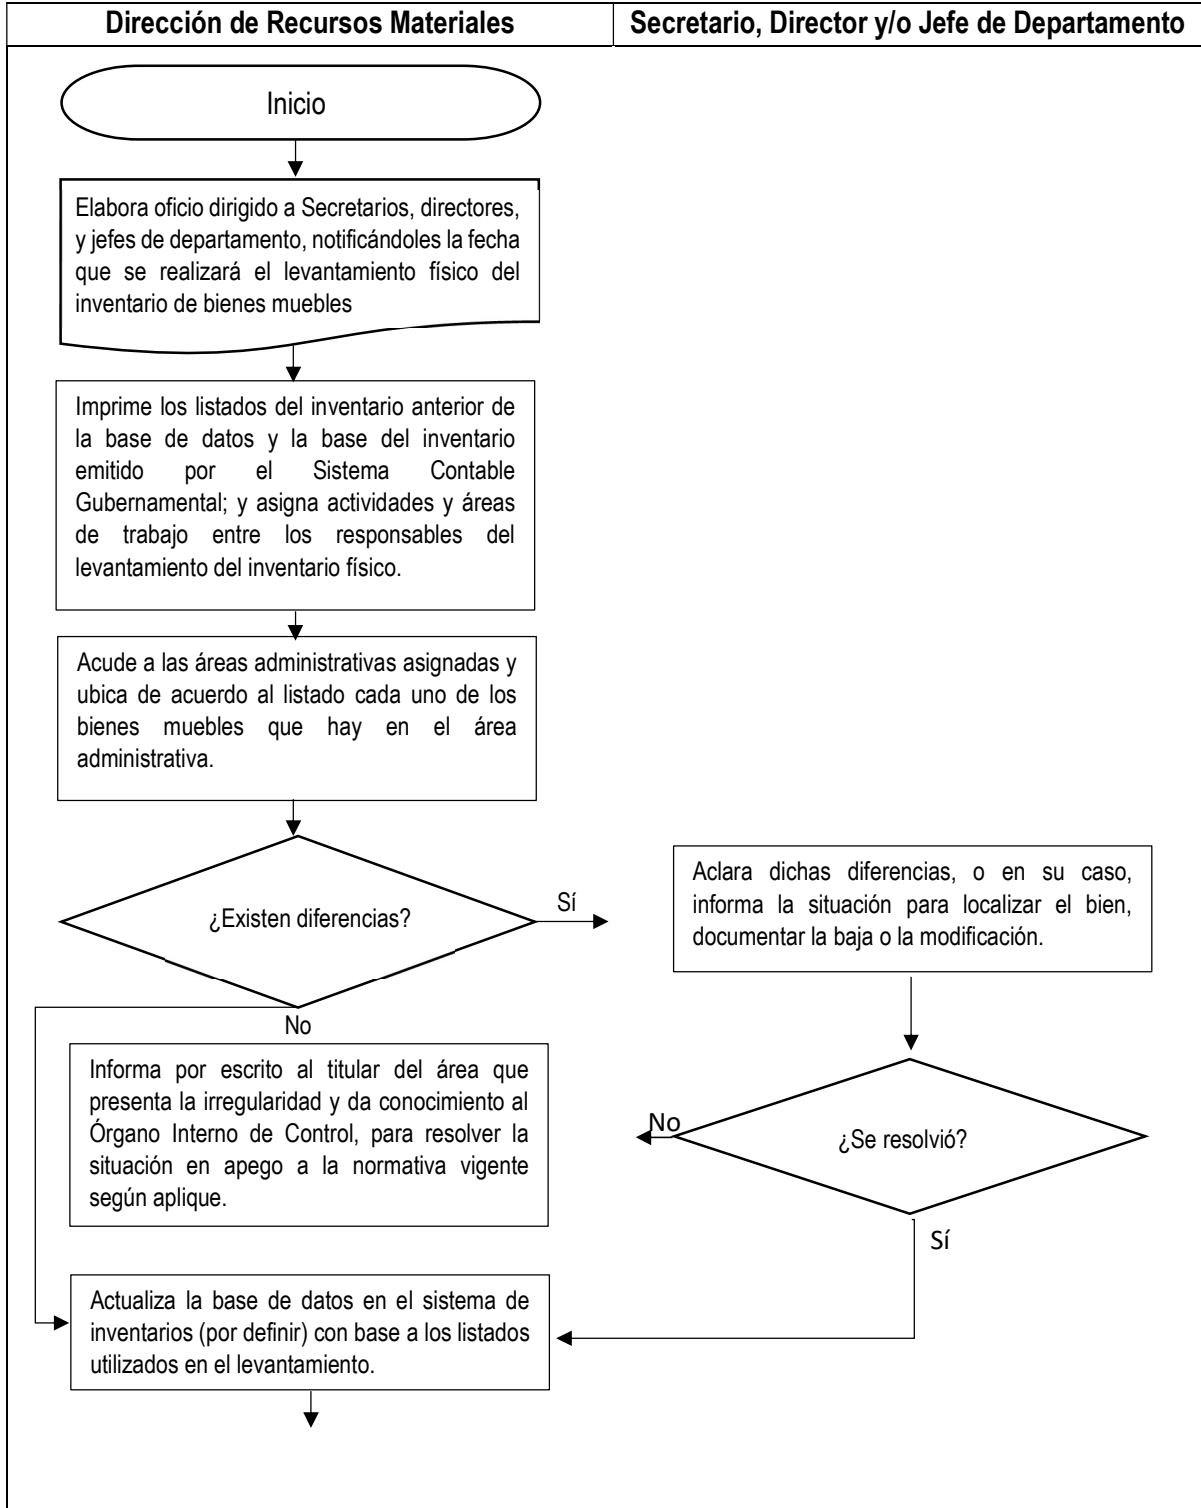 Dirección de Recursos Materiales
Secretario, Director y/o Jefe de Departamento
Inicio
Elabora oficio dirigido a Secretarios, directores,
y jefes de departamento, notificándoles la fecha
que se realizará el levantamiento físico del
inventario de bienes muebles
Imprime los listados del inventario anterior de
la base de datos y la base del inventario
emitido por el Sistema Contable
Gubernamental; y asigna actividades y áreas
de trabajo entre los responsables del
levantamiento del inventario físico.
Acude a las áreas administrativas asignadas y
ubica de acuerdo al listado cada uno de los
bienes muebles que hay en el área
administrativa.
¿Existen diferencias?
Sí
Aclara dichas diferencias, o en su caso,
informa la situación para localizar el bien,
documentar la baja o la modificación.
No
Informa por escrito al titular del área que
presenta la irregularidad y da conocimiento al
Órgano Interno de Control, para resolver la
situación en apego a la normativa vigente
según aplique.
No
¿Se resolvió?
Sí
Actualiza la base de datos en el sistema de
inventarios (por definir) con base a los listados
utilizados en el levantamiento.